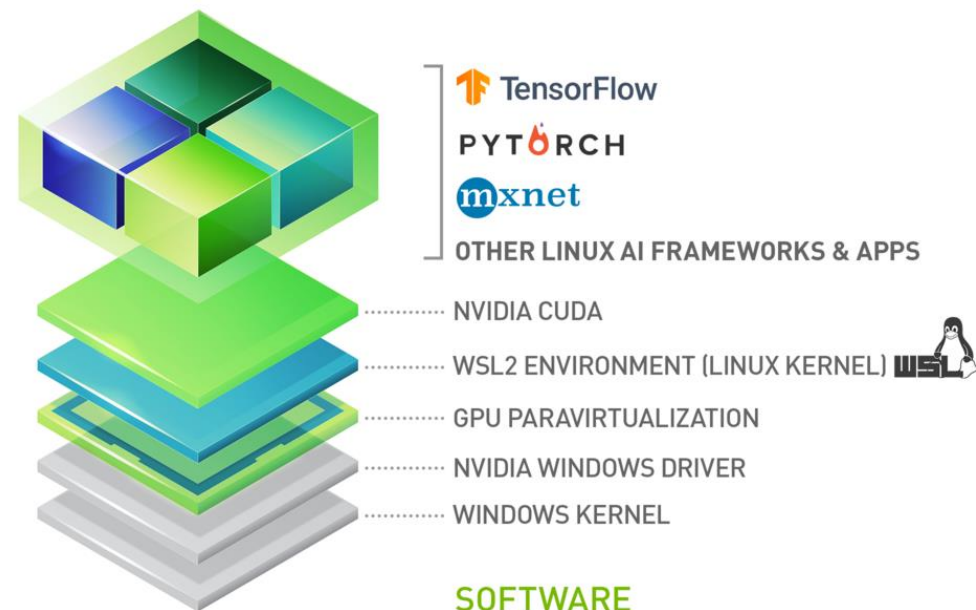 TensorFlow
PYTORCH
mxnet
OTHER LINUX AI FRAMEWORKS & APPS
NVIDIA CUDA
WSL2 ENVIRONMENT (LINUX KERNEL) WSL
GPU PARAVIRTUALIZATION
NVIDIA WINDOWS DRIVER
WINDOWS KERNEL
SOFTWARE